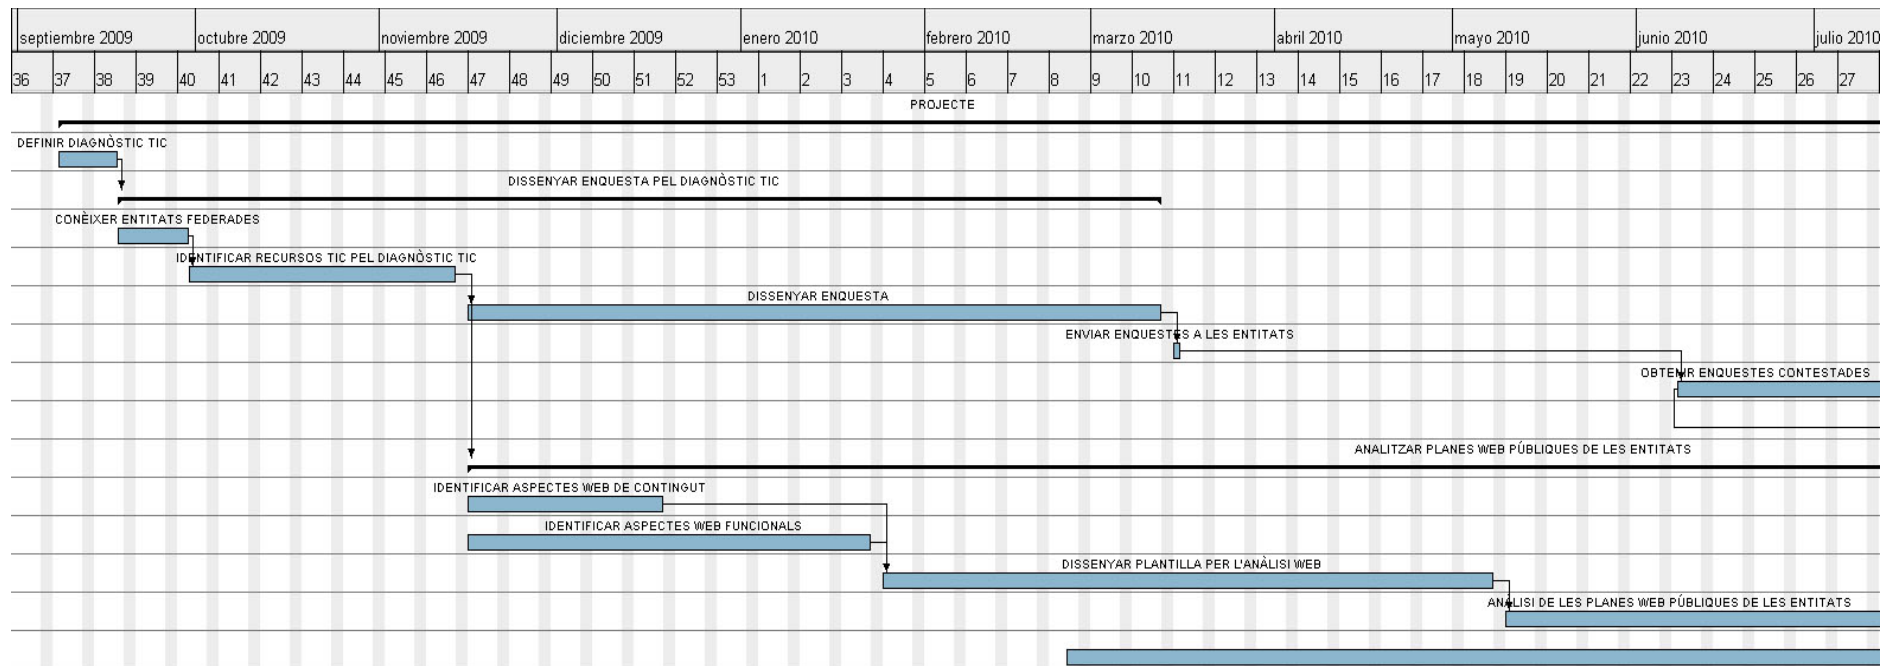 septiembre 2009 octubre 2009 noviembre 2009 diciembre 2009 enero 2010 febrero 2010 marzo 2010 abril 2010 mayo 2010 junio 2010 julio 2010
36 37 38 39 40 41 42 43 44 45 46 47 48 49 50 51 52 53 1 2 3 4 5 6 7 8 9 10 11 12 13 14 15 16 17 18 19 20 21 22 23 24 25 26 27
PROJECTE
DEFINIR DIAGNÒSTIC TIC
DISSENYAR ENQUESTA PEL DIAGNÒSTIC TIC
CONÈIXER ENTITATS FEDERADES
IDENTIFICAR RECURSOS TIC PEL DIAGNÒSTIC TIC
DISSENYAR ENQUESTA
ENVIAR ENQUESTES A LES ENTITATS
OBTENIR ENQUESTES CONTESTADES
ANALITZAR PLANES WEB PÚBLIQUES DE LES ENTITATS
IDENTIFICAR ASPECTES WEB DE CONTINGUT
IDENTIFICAR ASPECTES WEB FUNCIONALS
DISSENYAR PLANTILLA PER L'ANÀLISI WEB
ANÀLISI DE LES PLANES WEB PÚBLIQUES DE LES ENTITATS